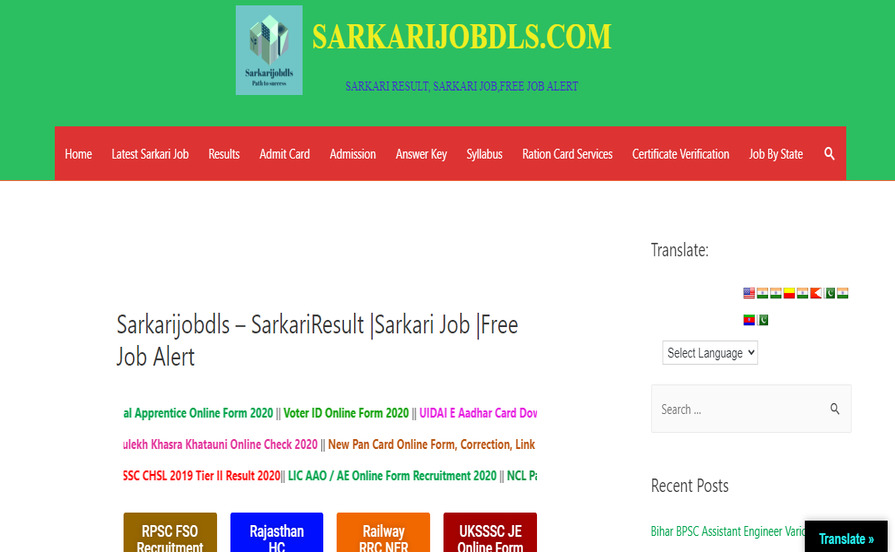 SARKARIJOBDLS.COM
Sarkarijobdls
Path to success
SARKARI RESULT, SARKARI JOB,FREE JOB ALERT
Home Latest Sarkari Job Results Admit Card Admission Answer Key Syllabus Ration Card Services Certificate Verification Job By State
Translate:
Select Language
Search ...
Sarkarijobdls – SarkariResult |Sarkari Job |Free
Job Alert
al Apprentice Online Form 2020 || Voter ID Online Form 2020 || UIDAI E Aadhar Card Dow
ulekh Khasra Khatauni Online Check 2020 || New Pan Card Online Form, Correction, Link
SSC CHSL 2019 Tier II Result 2020|| LIC AAO / AE Online Form Recruitment 2020 || NCL Pa
RPSC FSO
Recruitment
Rajasthan
HC
Railway
RRC NER
UKSSSC JE
Online Form
Recent Posts
Bihar BPSC Assistant Engineer Vario
Translate »